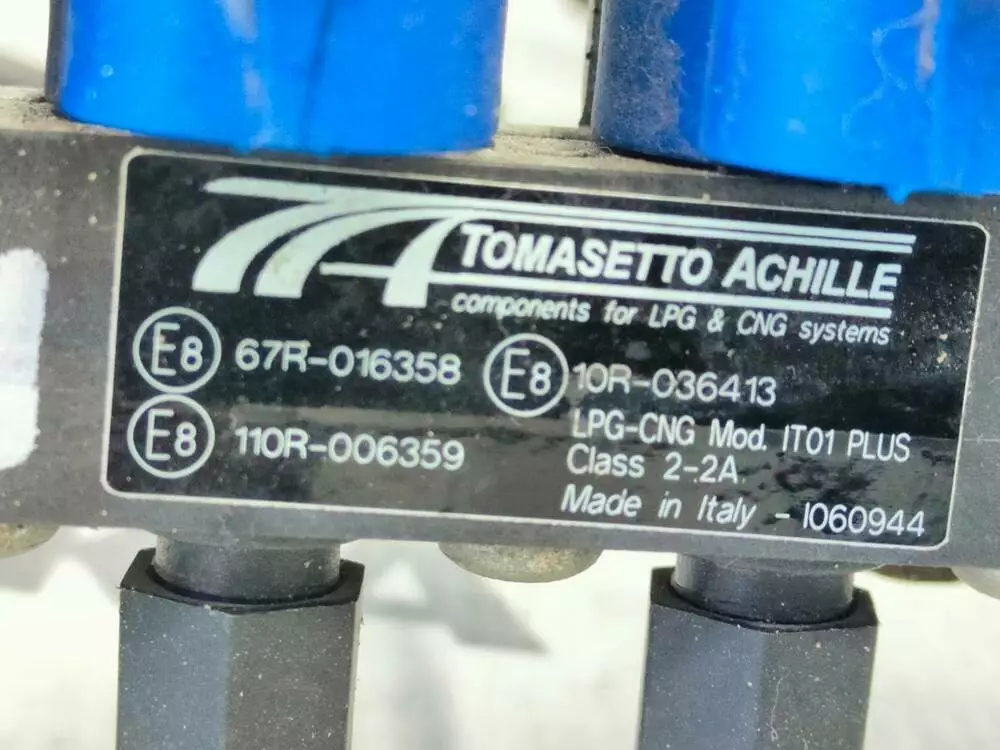 TOMASETTO ACHILLE
components for LPG & CNG systems
E8 67R-016358
E8 10R-036413
E8 110R-006359
LPG-CNG Mod. IT01 PLUS
Class 2-2A
Made in Italy - I060944